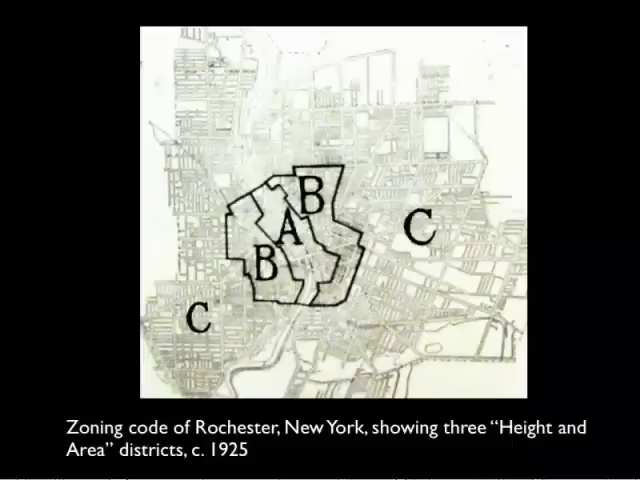 B
A
C
B
C
Zoning code of Rochester, New York, showing three “Height and
Area” districts, c. 1925